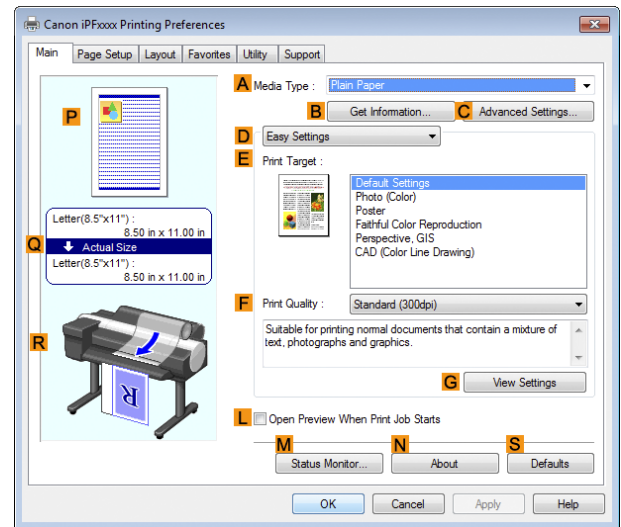 Canon iPFxxxx Printing Preferences
Main Page Setup Layout Favorites Utility Support
A Media Type : Plain Paper
B Get Information... C Advanced Settings...
P
D Easy Settings
E Print Target :
Default Settings
Photo (Color)
Poster
Faithful Color Reproduction
Perspective, GIS
CAD (Color Line Drawing)
Letter(8.5"x11") :
8.50 in x 11.00 in
Q Actual Size
Letter(8.5"x11") :
8.50 in x 11.00 in
F Print Quality : Standard (300dpi)
Suitable for printing normal documents that contain a mixture of
text, photographs and graphics.
R
R
G View Settings
L Open Preview When Print Job Starts
M Status Monitor... N About S Defaults
OK Cancel Apply Help